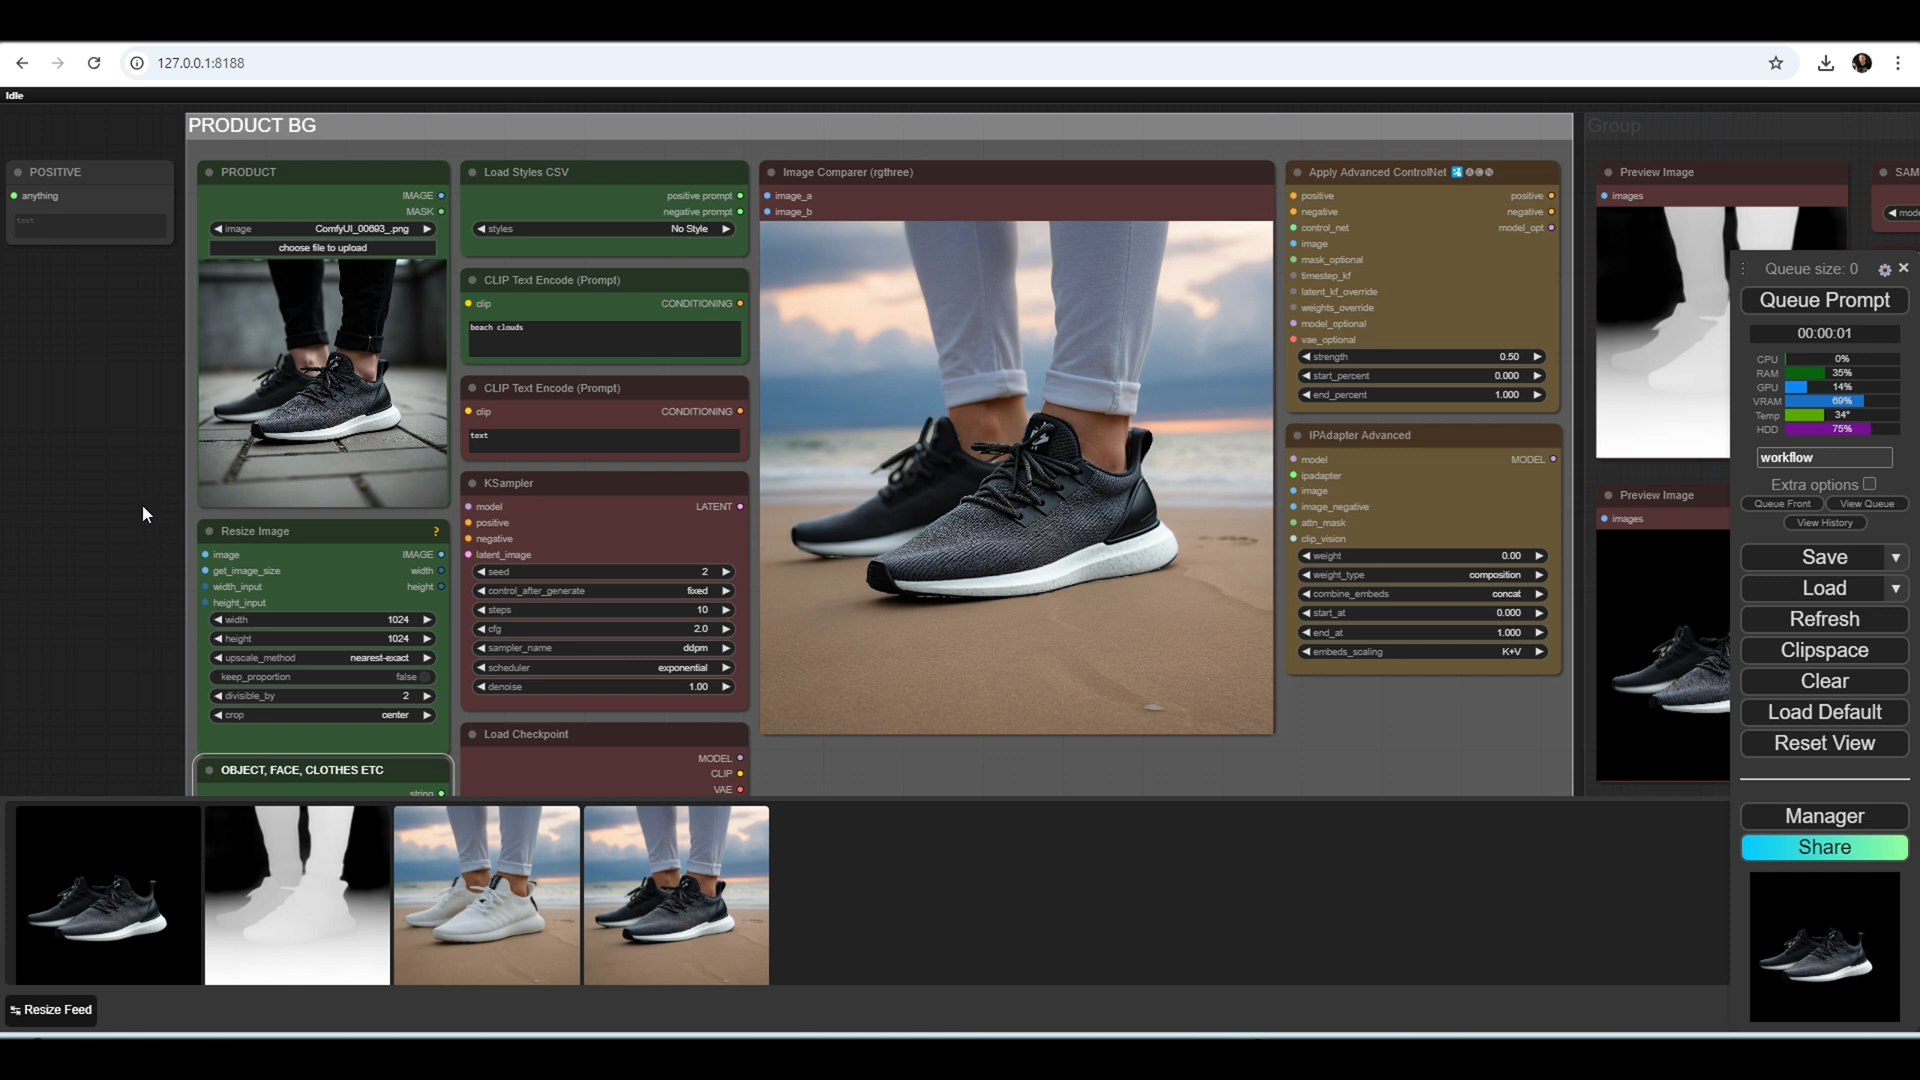 127.0.0.1:8188
Idle
PRODUCT BG
Group
POSITIVE
anything
text
PRODUCT
IMAGE
MASK
image ComfyUI_00693_.png
choose file to upload
Resize Image ?
image IMAGE
get_image_size width
width_input height
height_input
width 1024
height 1024
upscale_method nearest-exact
keep_proportion false
divisible_by 2
crop center
OBJECT, FACE, CLOTHES ETC
string
Load Styles CSV
positive prompt
negative prompt
styles No Style
CLIP Text Encode (Prompt)
clip CONDITIONING
beach clouds
CLIP Text Encode (Prompt)
clip CONDITIONING
text
KSampler
model LATENT
positive
negative
latent_image
seed 2
control_after_generate fixed
steps 10
cfg 2.0
sampler_name ddpm
scheduler exponential
denoise 1.00
Load Checkpoint
MODEL
CLIP
VAE
Image Comparer (rgthree)
image_a
image_b
Apply Advanced ControlNet
positive positive
negative negative
control_net model_opt
image
mask_optional
timestep_kf
latent_kf_override
weights_override
model_optional
vae_optional
strength 0.50
start_percent 0.000
end_percent 1.000
IPAdapter Advanced
model MODEL
ipadapter
image
image_negative
attn_mask
clip_vision
weight 0.00
weight_type composition
combine_embeds concat
start_at 0.000
end_at 1.000
embeds_scaling K+V
Preview Image
images
Preview Image
images
SAM
mode
Queue size: 0
Queue Prompt
00:00:01
CPU 0%
RAM 35%
GPU 14%
VRAM 69%
Temp 34°
HDD 75%
workflow
Extra options
Queue Front View Queue
View History
Save
Load
Refresh
Clipspace
Clear
Load Default
Reset View
Manager
Share
Resize Feed